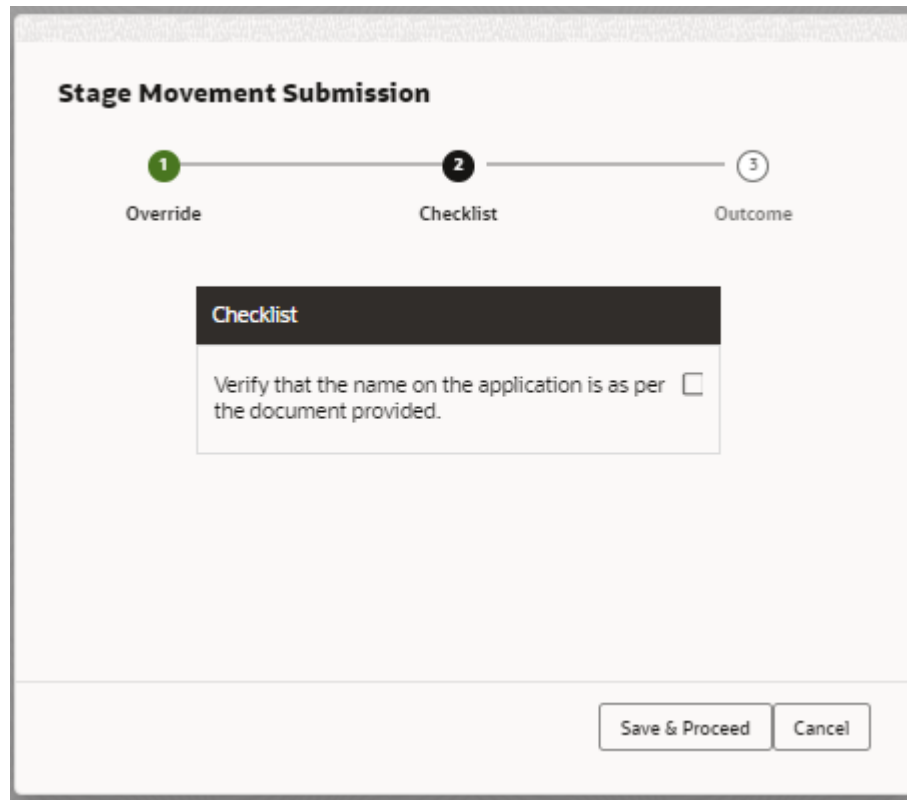 Stage Movement Submission
1 2 3
Override Checklist Outcome
Checklist
Verify that the name on the application is as per
the document provided.
Save & Proceed Cancel